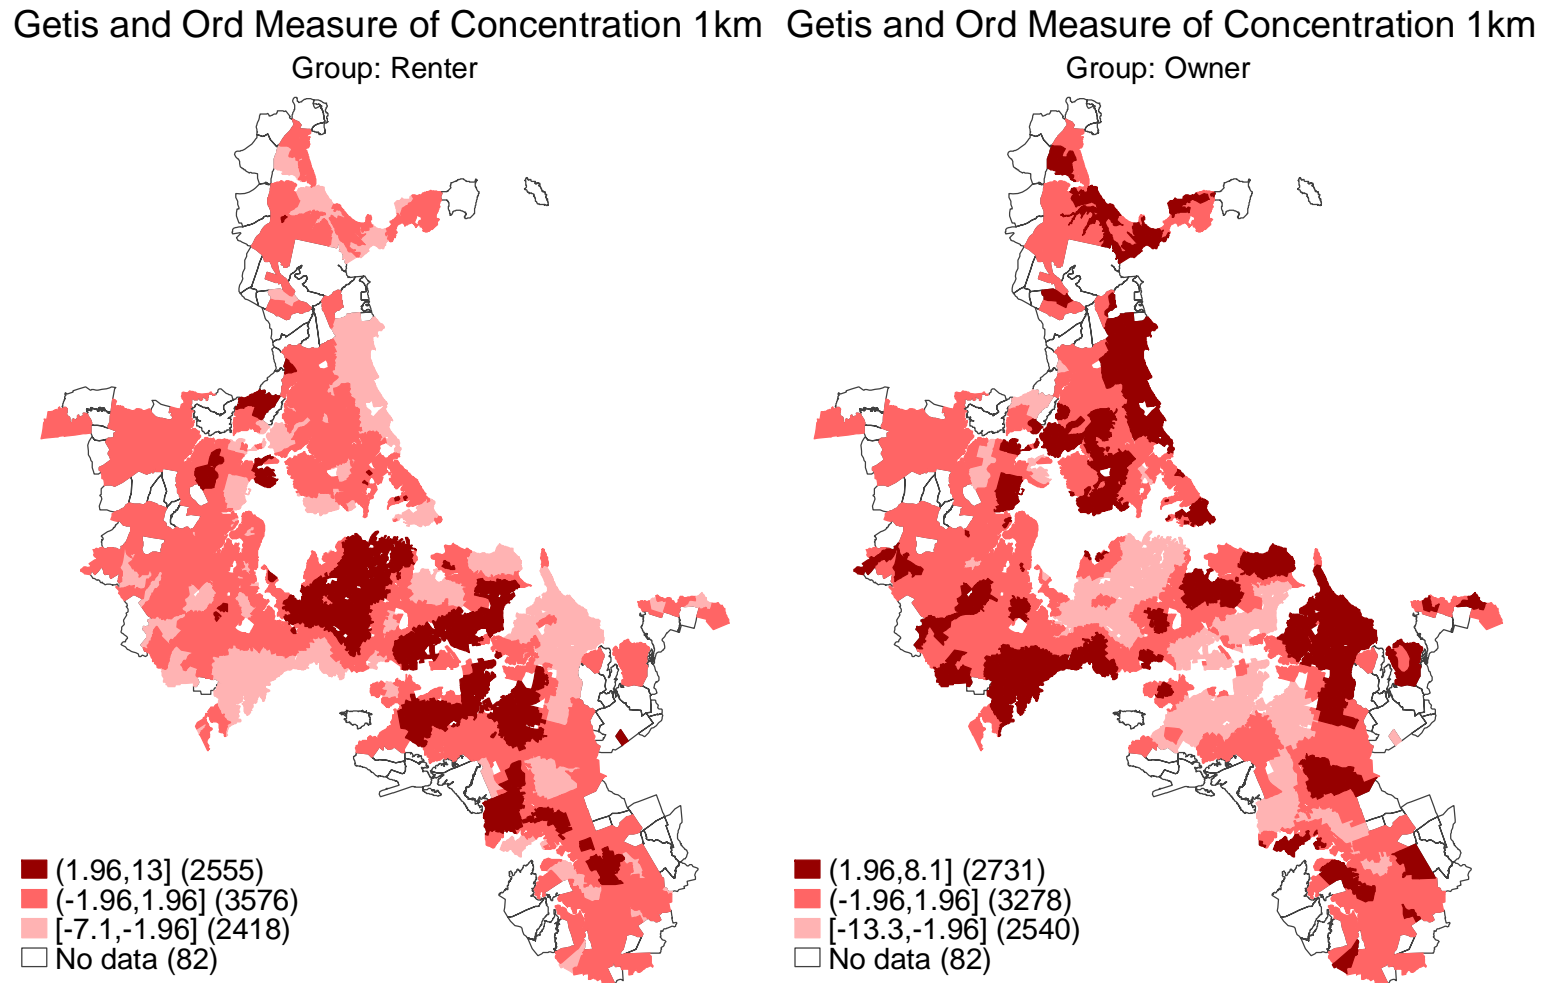 Getis and Ord Measure of Concentration 1km
Group: Renter
(1.96,13] (2555)
(-1.96,1.96] (3576)
[-7.1,-1.96] (2418)
No data (82)
Getis and Ord Measure of Concentration 1km
Group: Owner
(1.96,8.1] (2731)
(-1.96,1.96] (3278)
[-13.3,-1.96] (2540)
No data (82)